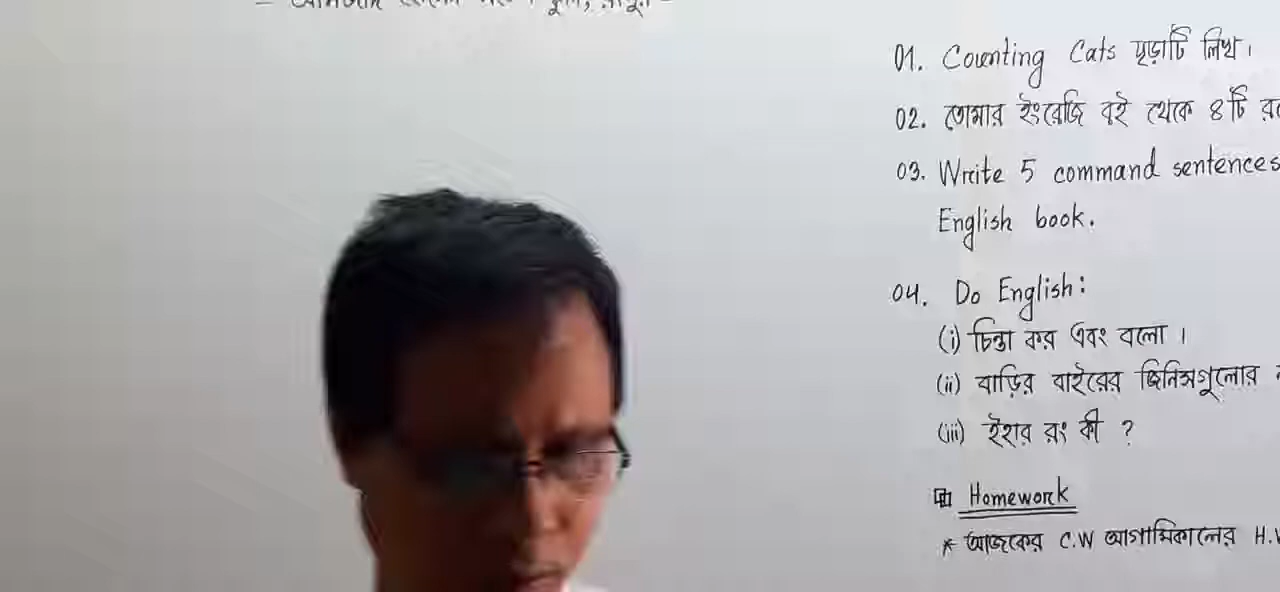 01. Counting Cats ছড়াটি লিখ।
02. তোমার ইংরেজি বই থেকে ৪টি
03. Write 5 command sentences
English book.
04. Do English:
(i) চিন্তা কর এবং বলো।
(ii) বাড়ির বাইরের জিনিসগুলোর
(iii) ইহার রং কী ?
Homework
* আজকের C.W আগামিকালের H.W